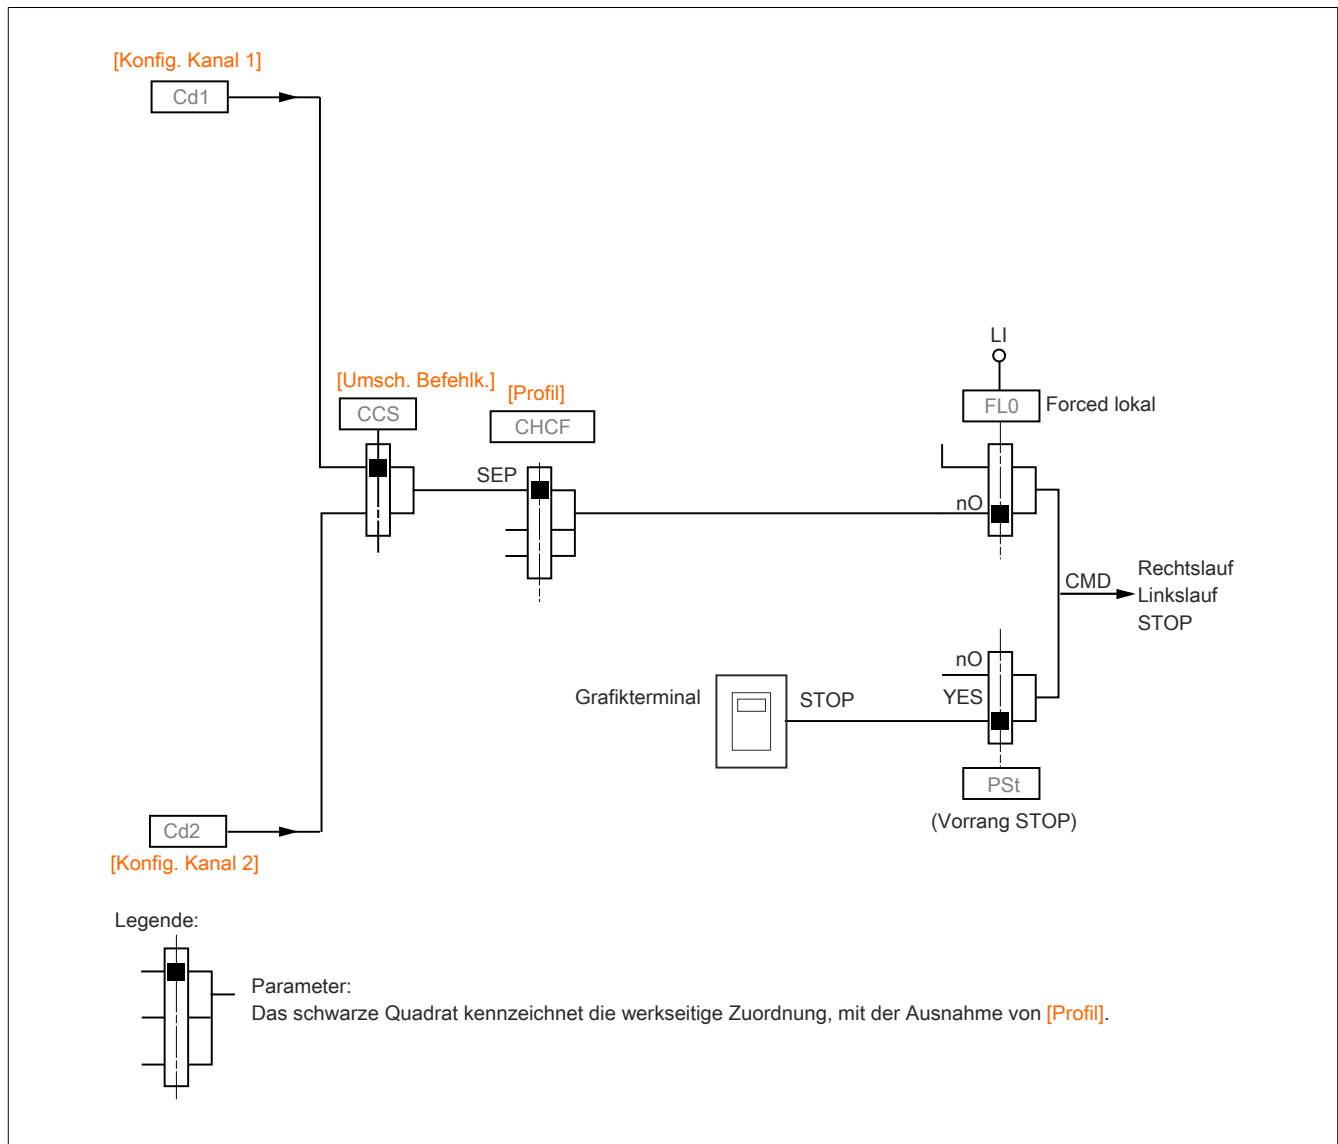 [Konfig. Kanal 1]
Cd1
LI
[Umsch. Befehlk.]
[Profil]
CCS
CHCF
FL0
Forced lokal
SEP
nO
CMD
Rechtslauf
Linkslauf
STOP
nO
Grafikterminal
STOP
YES
PSt
(Vorrang STOP)
Cd2
[Konfig. Kanal 2]
Legende:
Parameter:
Das schwarze Quadrat kennzeichnet die werkseitige Zuordnung, mit der Ausnahme von [Profil].